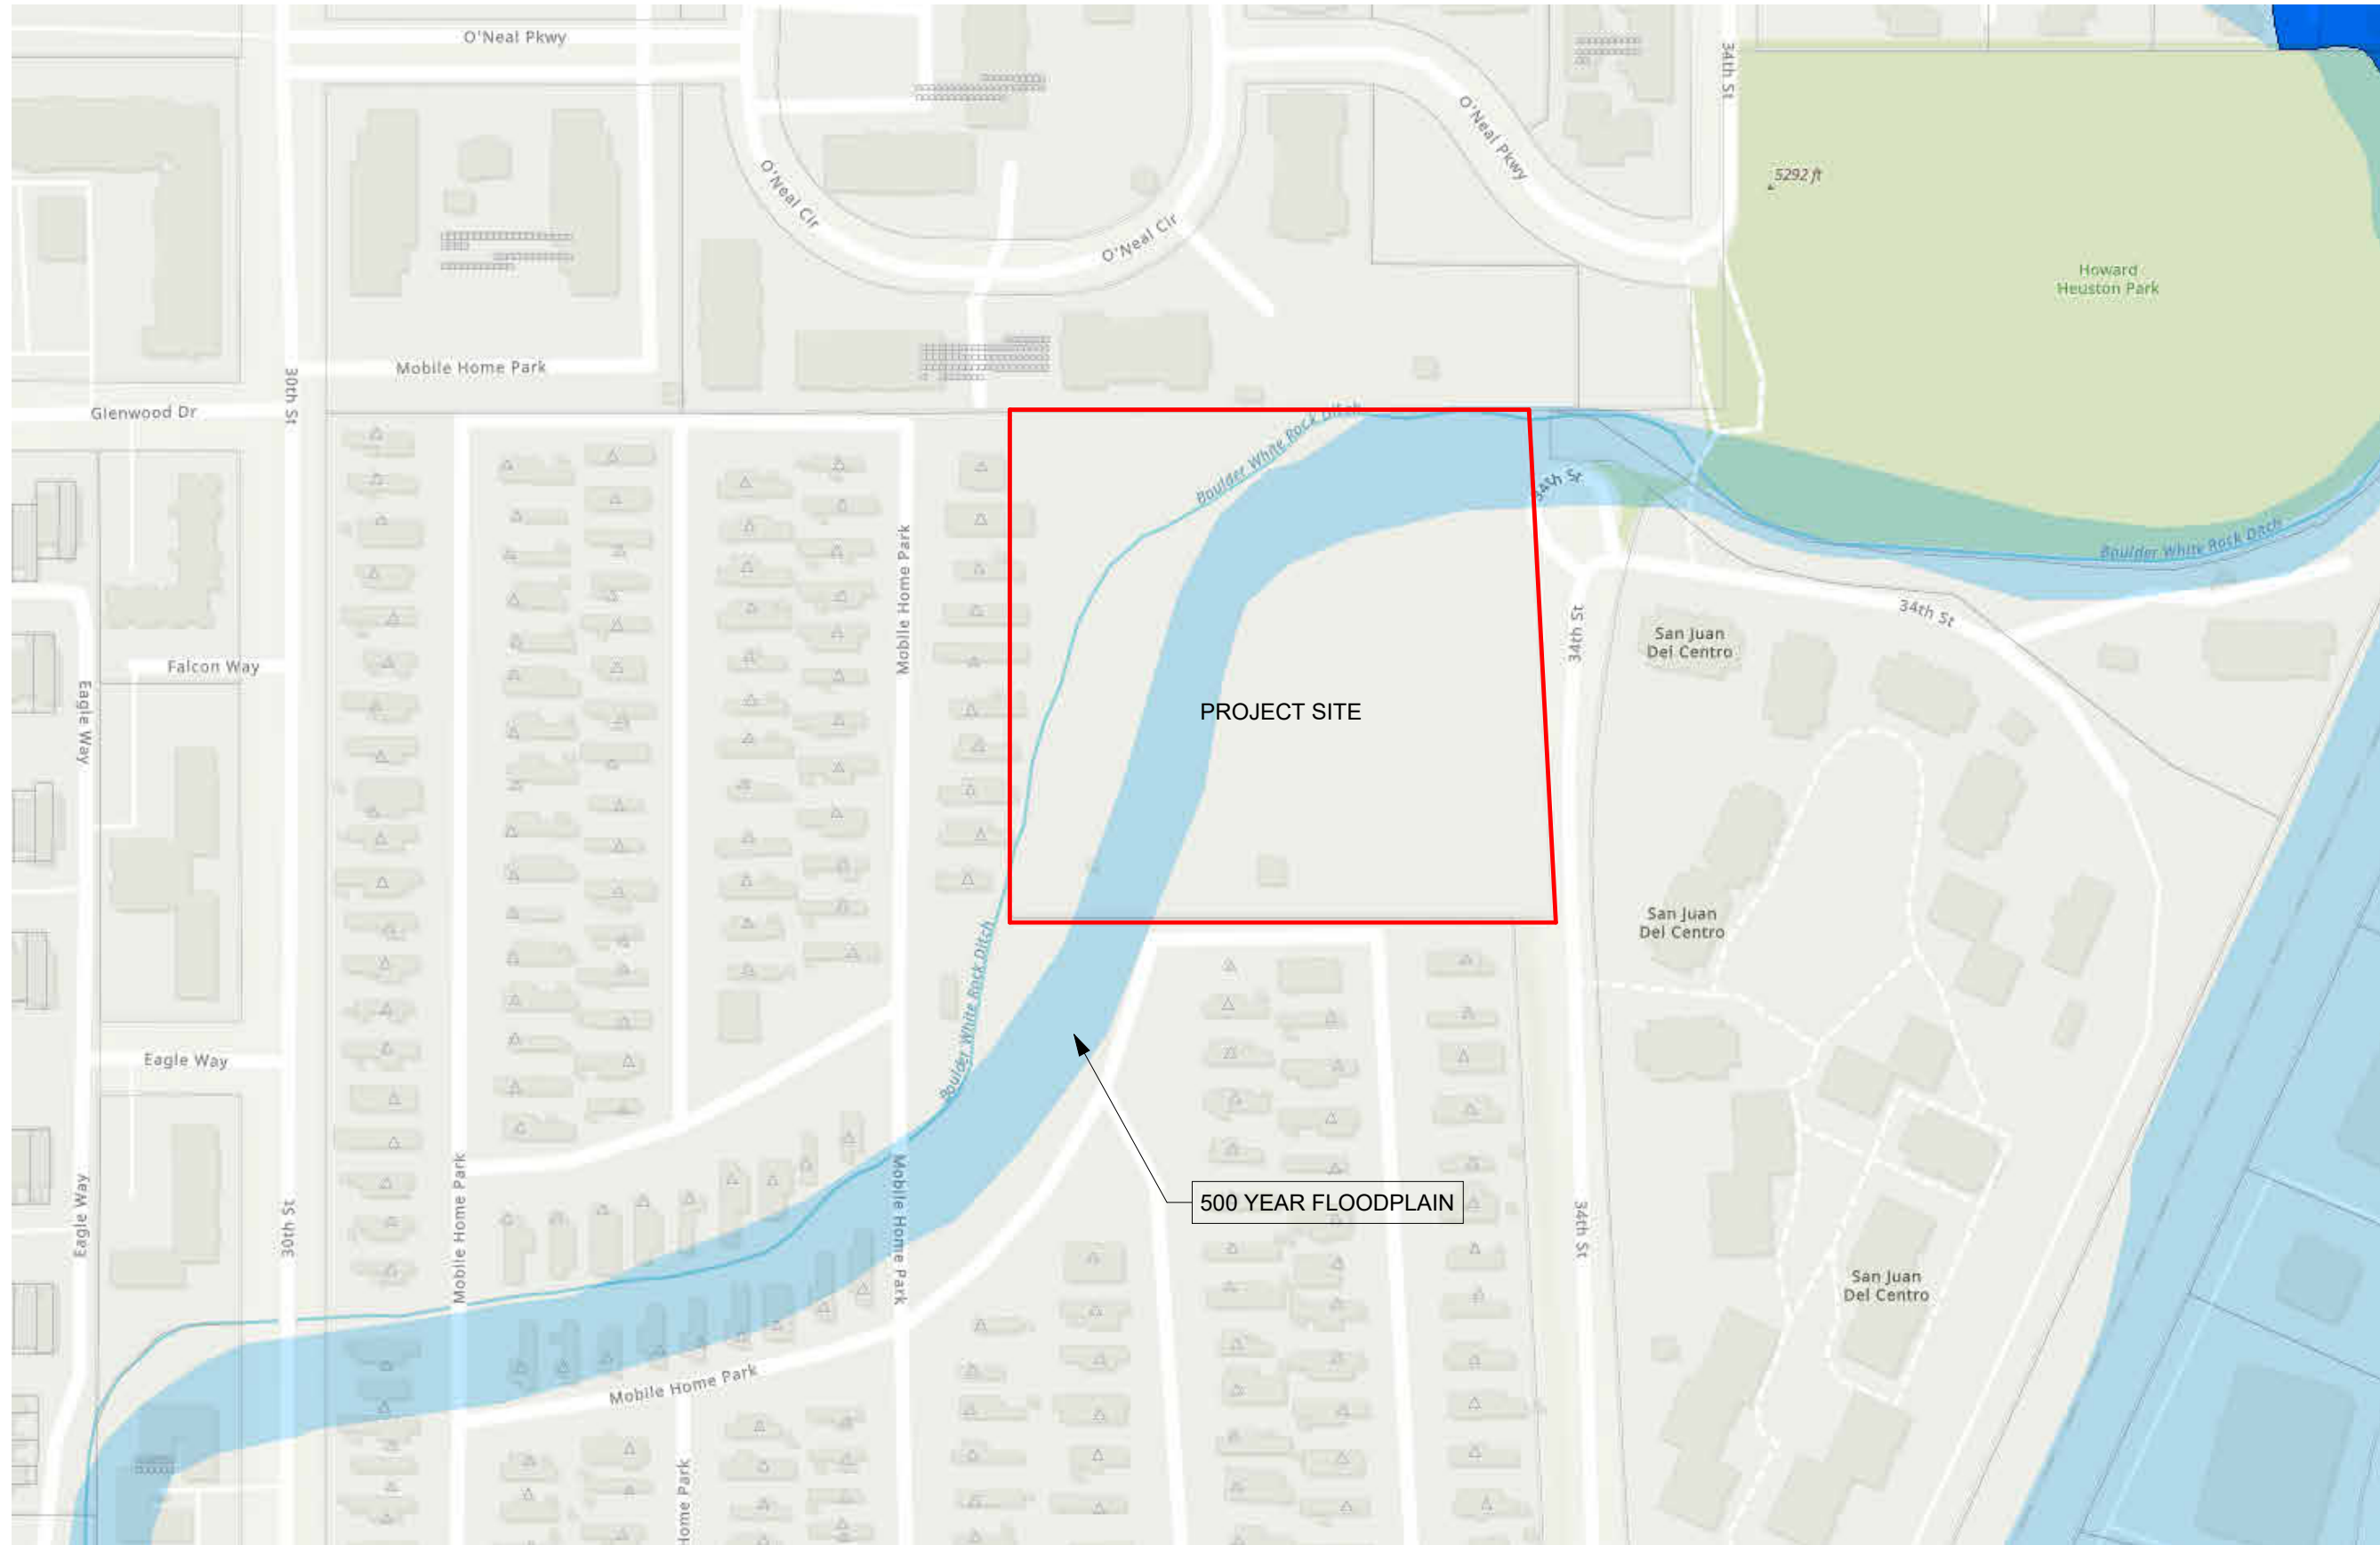 O'Neal Pkwy
34th St
O'Neal Pkwy
5292 ft
O'Neal Cir
O'Neal Cir
Howard
Heuston Park
Mobile Home Park
30th St
Glenwood Dr
Boulder White Rock Ditch
34th St
Boulder White Rock Ditch
Mobile Home Park
34th St
34th St
San Juan
Del Centro
Falcon Way
Eagle Way
PROJECT SITE
San Juan
Del Centro
Boulder White Rock Ditch
Eagle Way
Mobile Home Park
Mobile Home Park
500 YEAR FLOODPLAIN
Eagle Way
30th St
34th St
San Juan
Del Centro
Mobile Home Park
Home Park